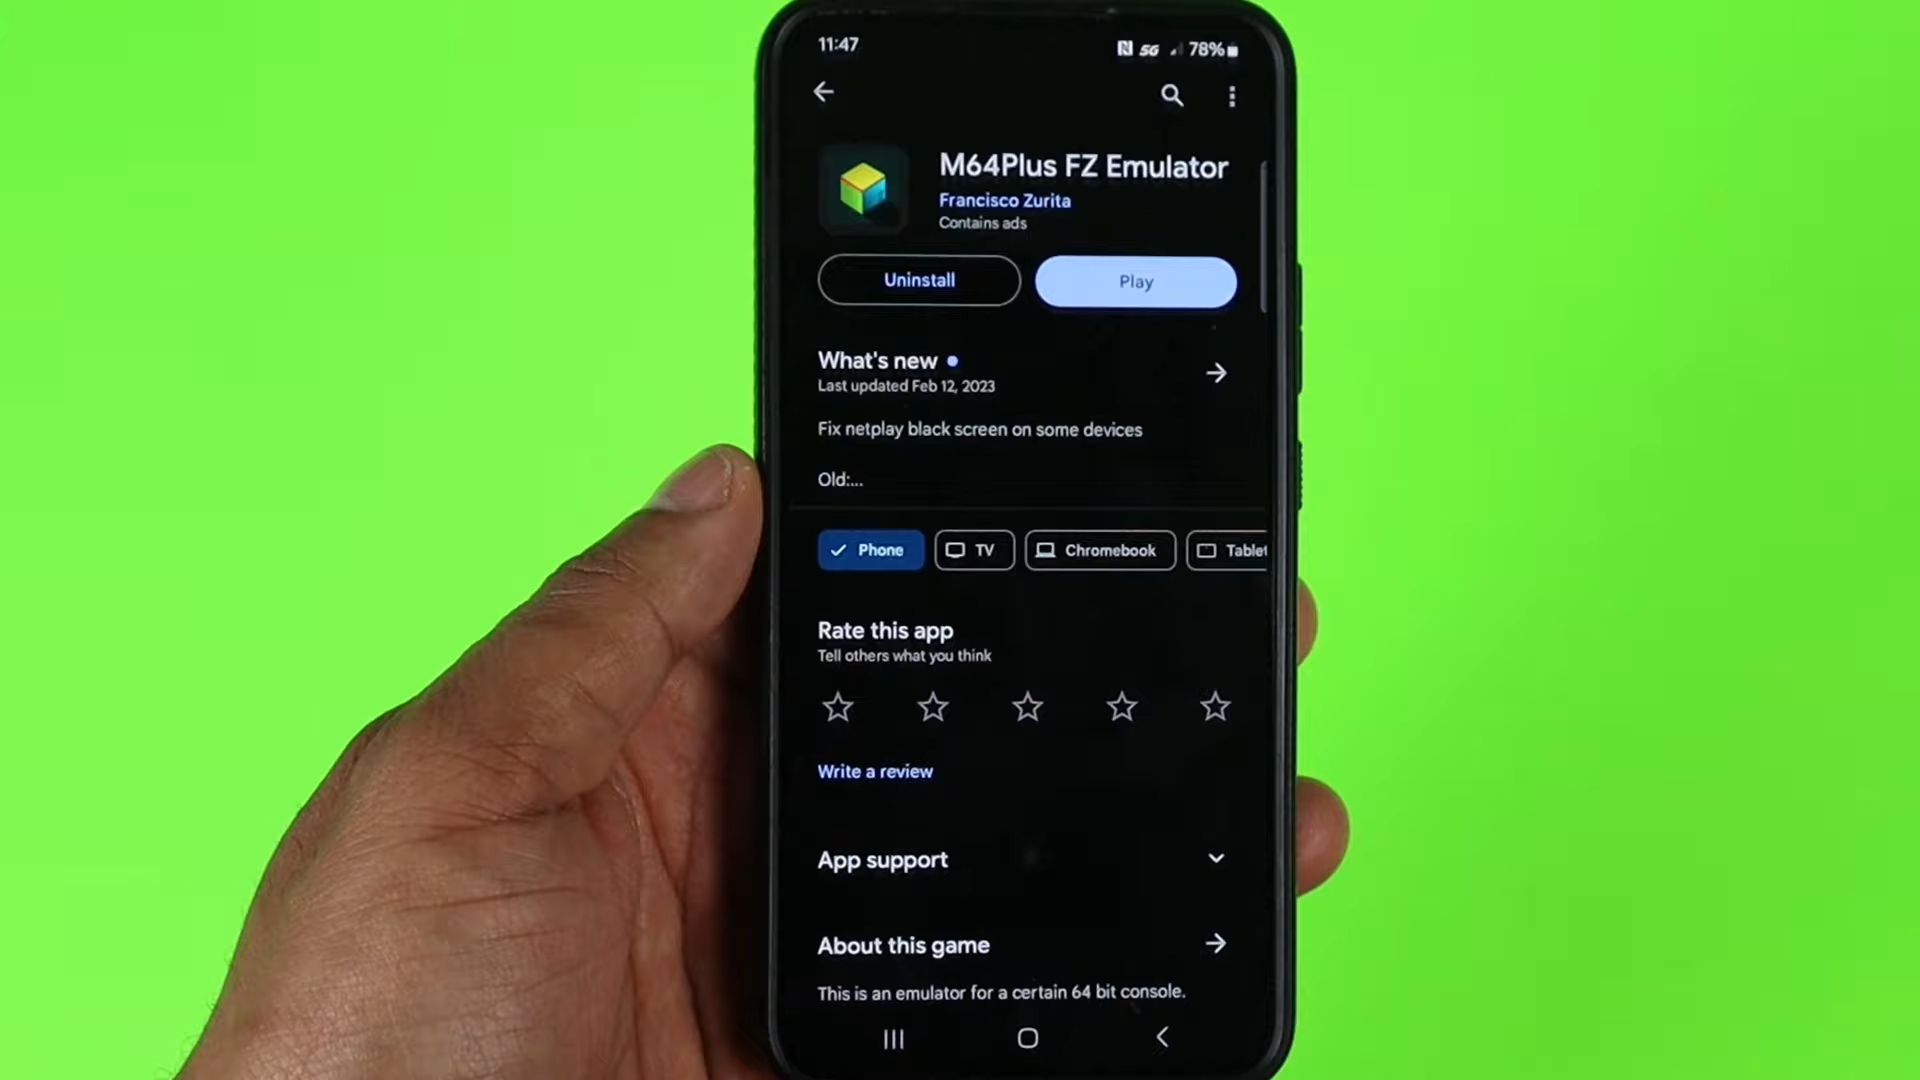 11:47
5G 78%
M64Plus FZ Emulator
Francisco Zurita
Contains ads
Uninstall
Play
What's new
Last updated Feb 12, 2023
Fix netplay black screen on some devices
Old:...
Phone
TV
Chromebook
Tablet
Rate this app
Tell others what you think
Write a review
App support
About this game
This is an emulator for a certain 64 bit console.